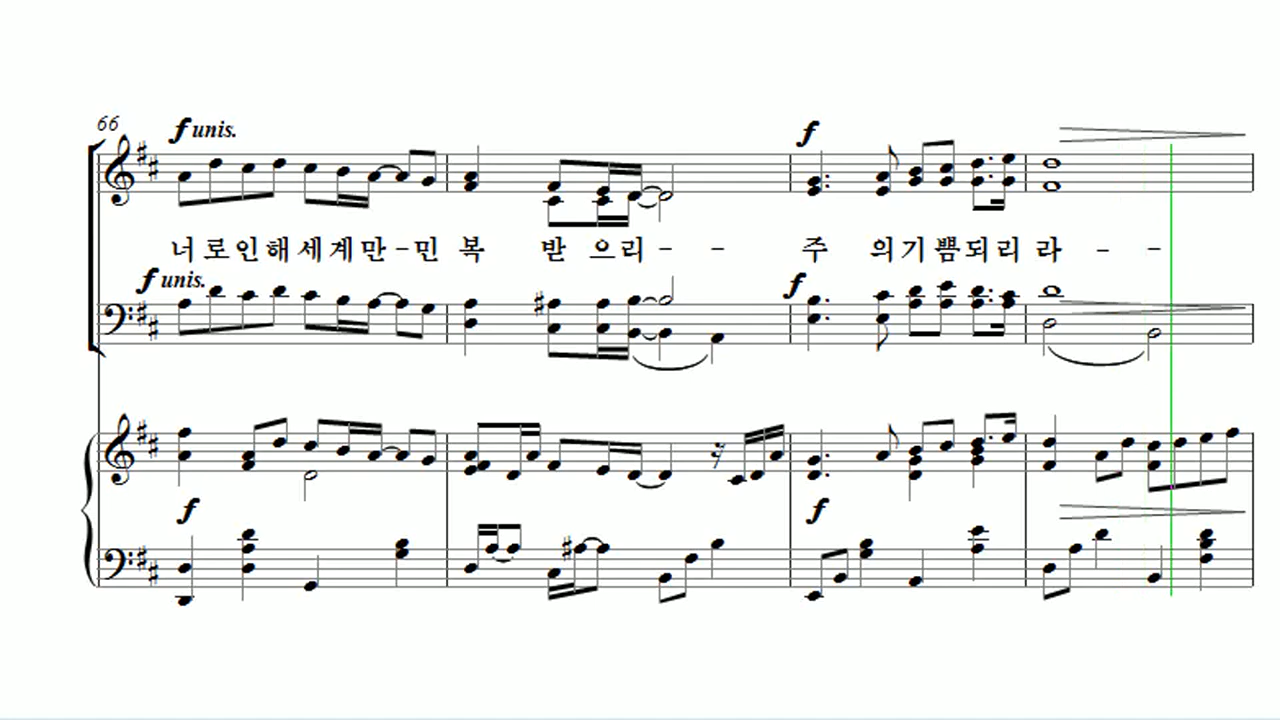 66
f unis.
너 로 인 해 세 계 만 - 민 복 받 으 리 - - 주 의 기 쁨 되 리 라 - -
f unis.
f
f
f
f